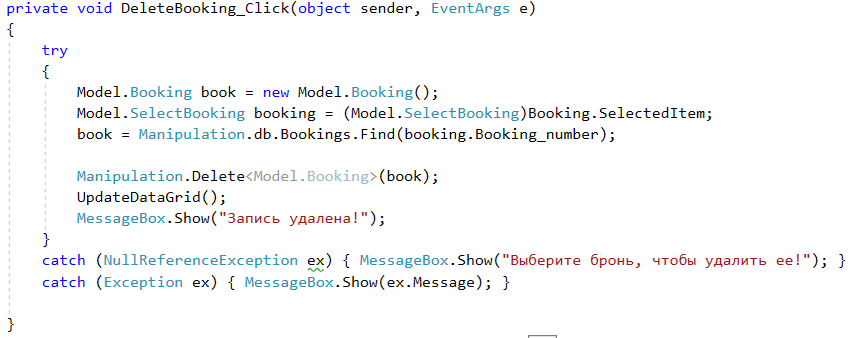 private void DeleteBooking_Click(object sender, EventArgs e)
{
    try
    {
        Model.Booking book = new Model.Booking();
        Model.SelectBooking booking = (Model.SelectBooking)Booking.SelectedItem;
        book = Manipulation.db.Bookings.Find(booking.Booking_number);

        Manipulation.Delete<Model.Booking>(book);
        UpdateDataGrid();
        MessageBox.Show("Запись удалена!");
    }
    catch (NullReferenceException ex) { MessageBox.Show("Выберите бронь, чтобы удалить ее!"); }
    catch (Exception ex) { MessageBox.Show(ex.Message); }

}